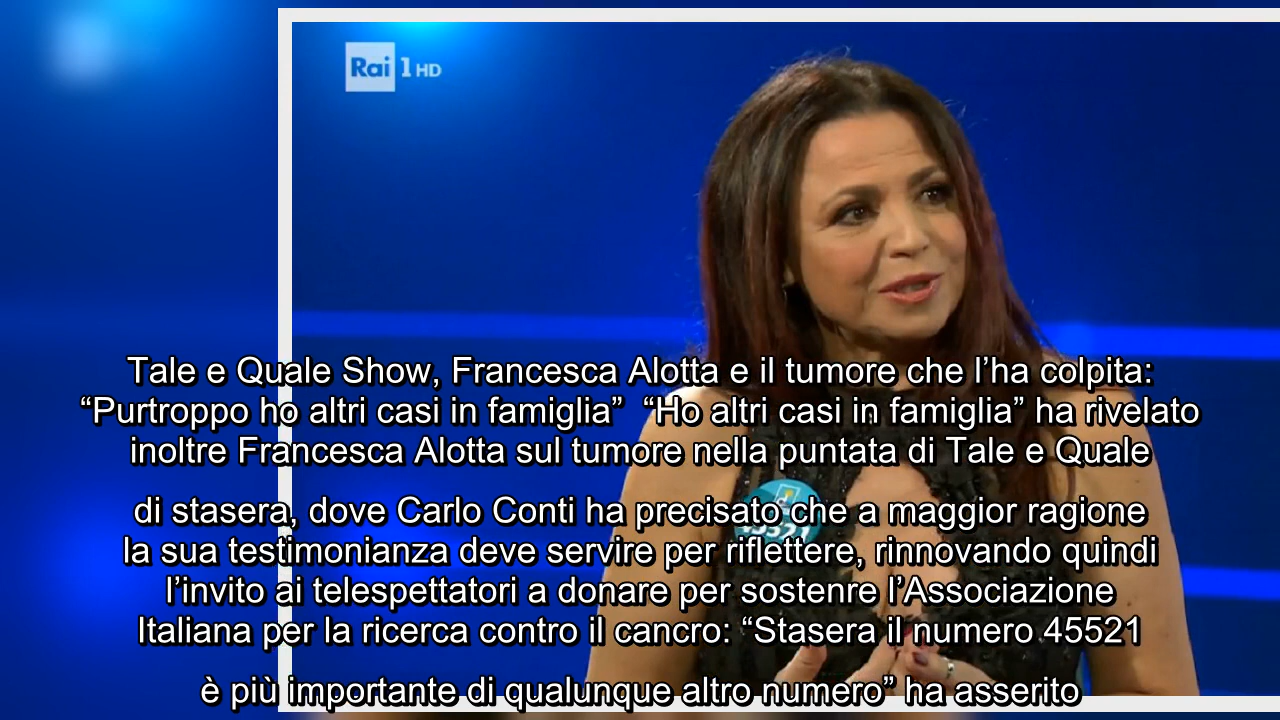 Rai 1 HD
Tale e Quale Show, Francesca Alotta e il tumore che l’ha colpita:
“Purtroppo ho altri casi in famiglia” “Ho altri casi in famiglia” ha rivelato
inoltre Francesca Alotta sul tumore nella puntata di Tale e Quale
di stasera, dove Carlo Conti ha precisato che a maggior ragione
la sua testimonianza deve servire per riflettere, rinnovando quindi
l’invito ai telespettatori a donare per sostenre l’Associazione
Italiana per la ricerca contro il cancro: “Stasera il numero 45521
è più importante di qualunque altro numero” ha asserito